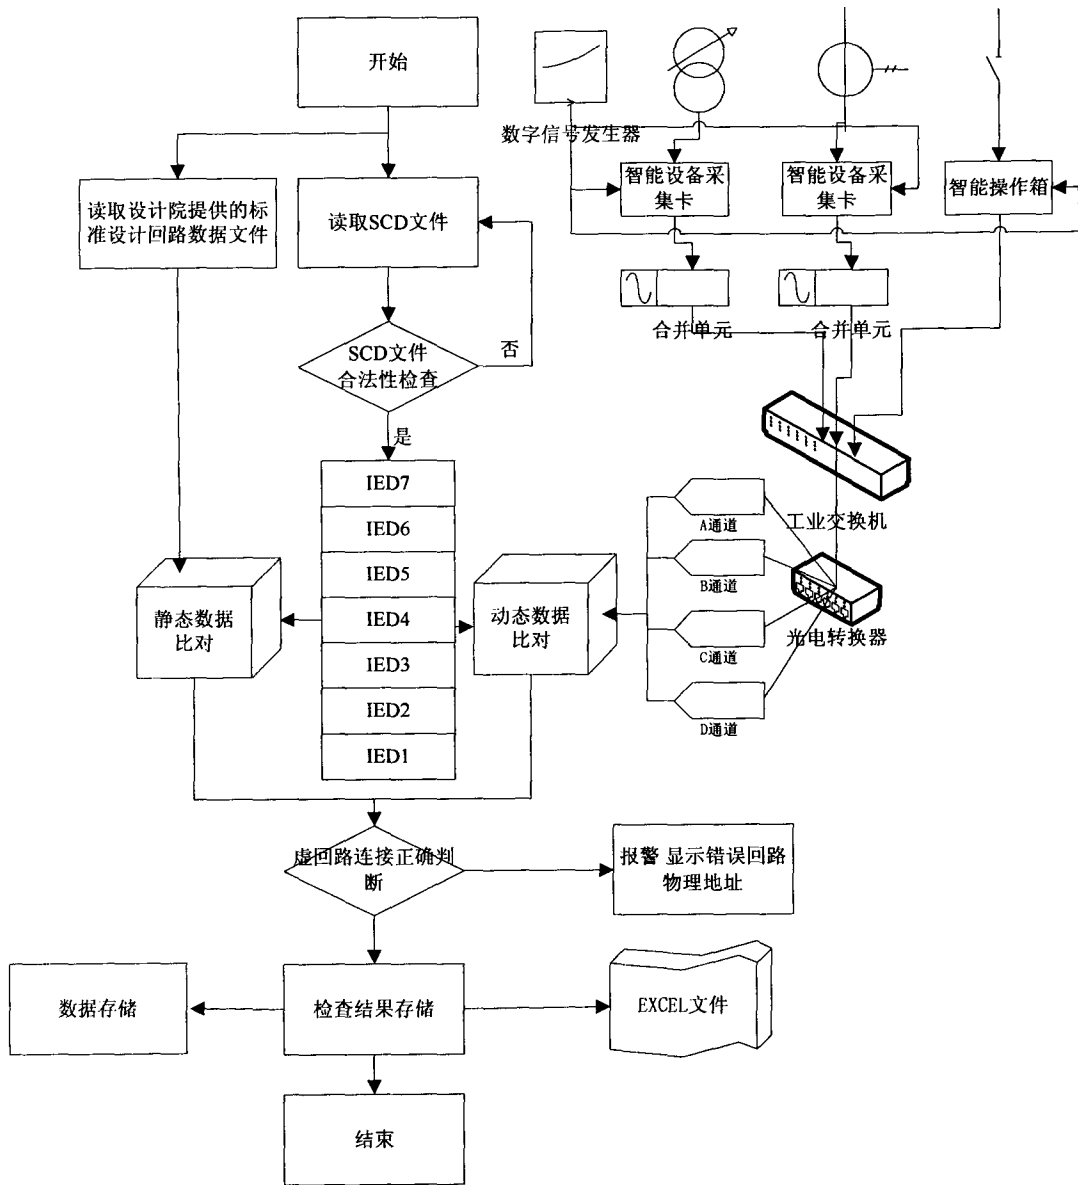 开始
数字信号发生器
智能设备采
集卡
智能设备采
集卡
智能操作箱
读取设计院提供的标
准设计回路数据文件
读取SCD文件
合并单元
合并单元
SCD文件
合法性检查
否
是
IED7
IED6
IED5
IED4
IED3
IED2
IED1
静态数据
比对
动态数据
比对
A通道
B通道
C通道
D通道
工业交换机
光电转换器
虚回路连接正确判
断
报警 显示错误回路
物理地址
数据存储
检查结果存储
EXCEL文件
结束